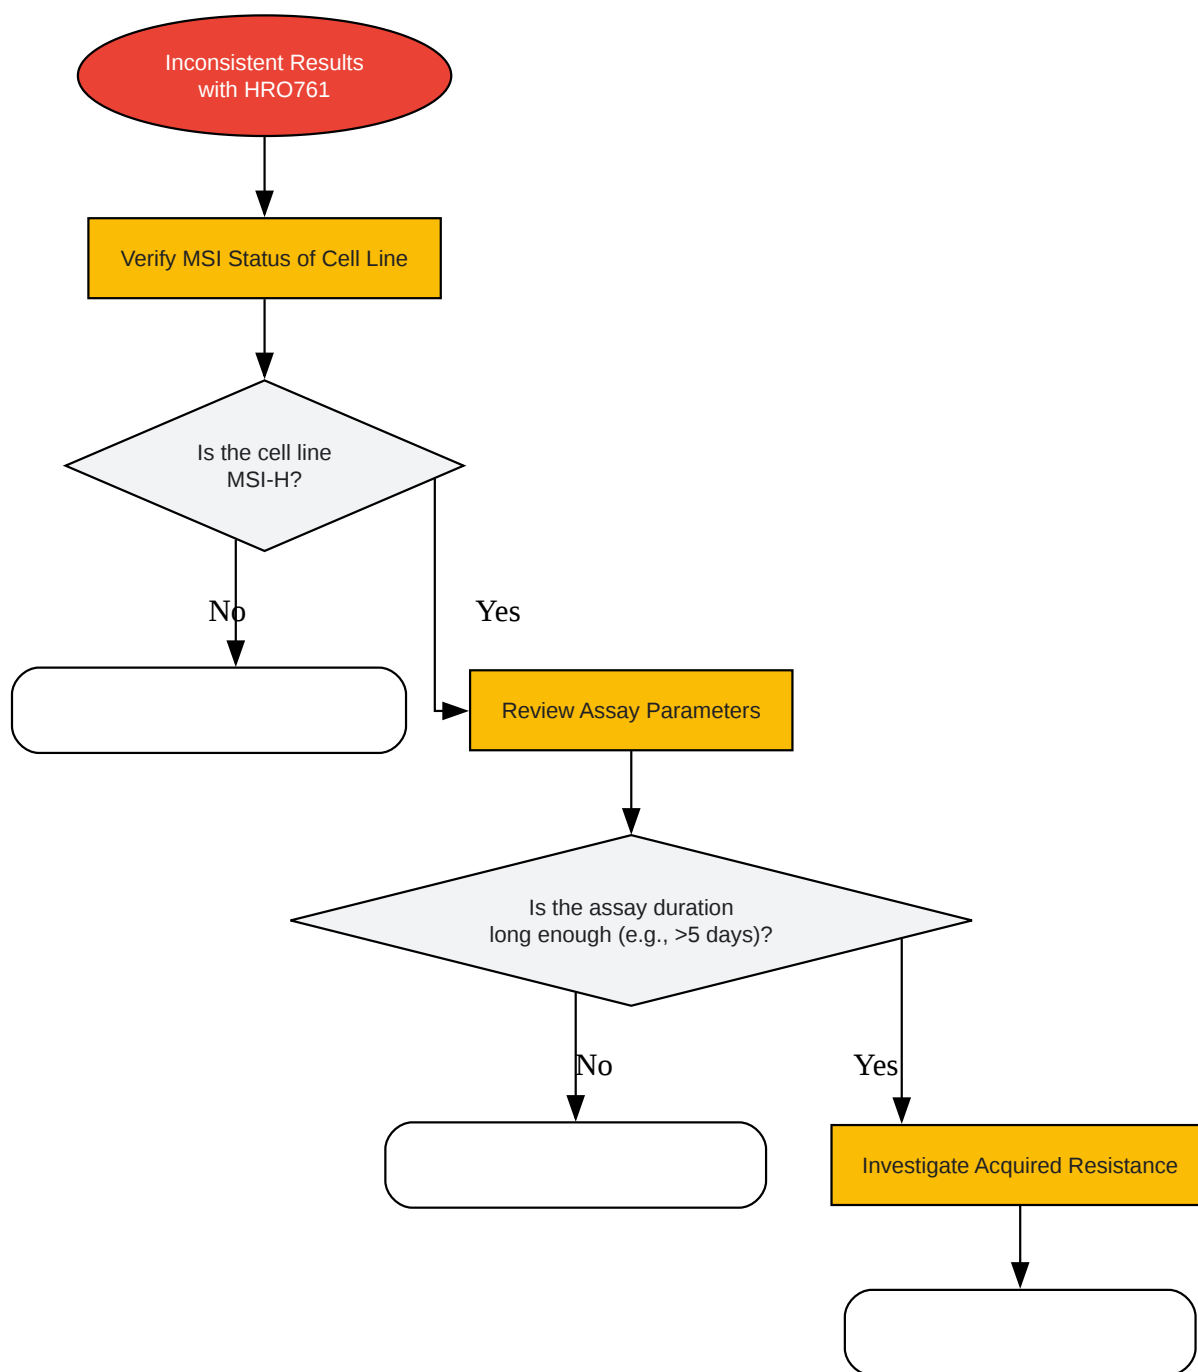 Inconsistent Results
with HRO761
Verify MSI Status of Cell Line
Is the cell line
MSI-H?
No
Yes
Review Assay Parameters
Is the assay duration
long enough (e.g., >5 days)?
No
Yes
Investigate Acquired Resistance